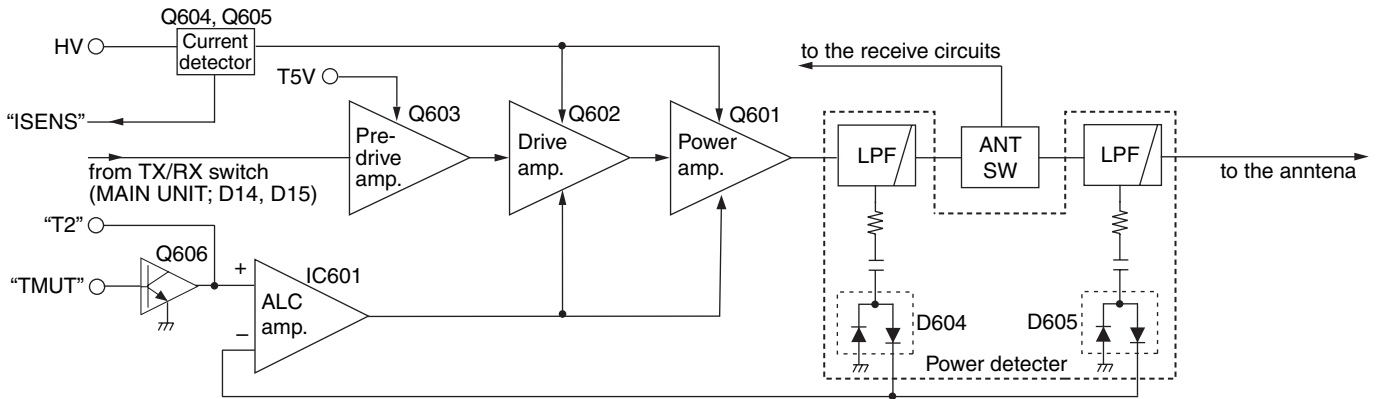 Q604, Q605
HV
Current
detector
to the receive circuits
T5V
Q603
Q602
Q601
"ISENS"
Pre-
drive
amp.
Drive
amp.
Power
amp.
LPF
ANT
SW
LPF
from TX/RX switch
(MAIN UNIT; D14, D15)
to the anntena
"T2"
Q606
"TMUT"
+
IC601
ALC
amp.
–
D604
D605
Power detecter